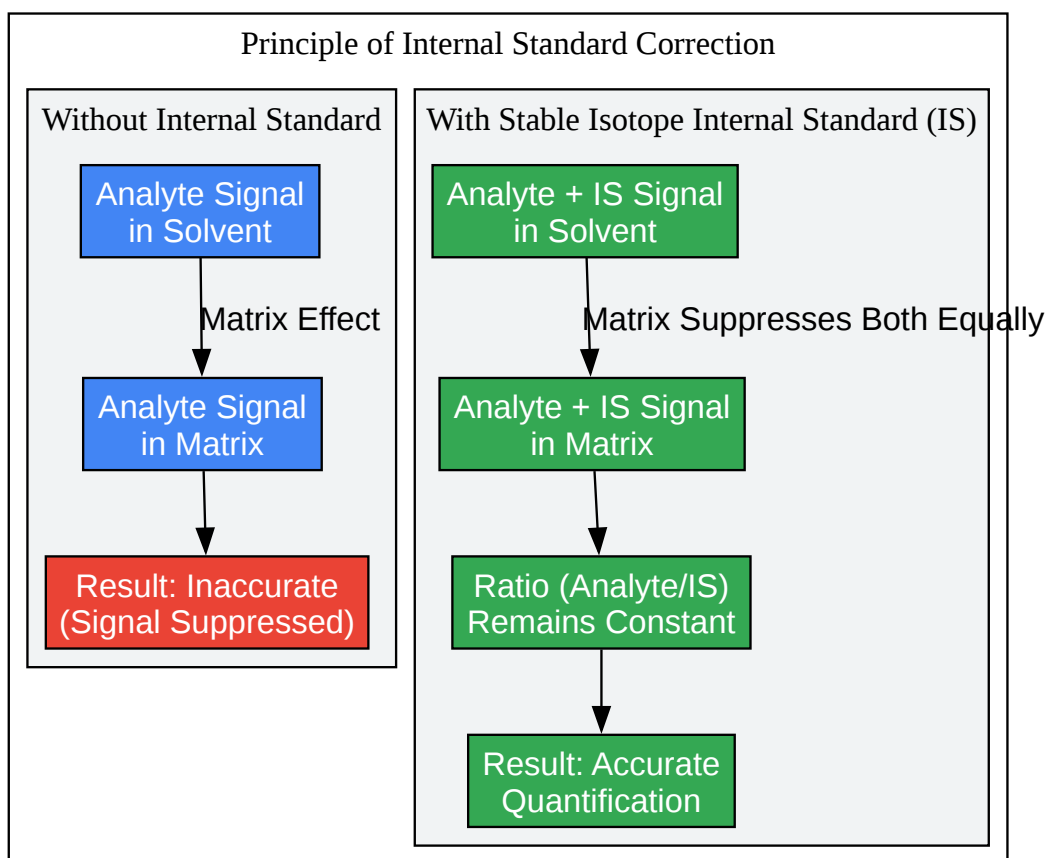 Principle of Internal Standard Correction
Without Internal Standard
Analyte Signal
in Solvent
Matrix Effect
Analyte Signal
in Matrix
Result: Inaccurate
(Signal Suppressed)
With Stable Isotope Internal Standard (IS)
Analyte + IS Signal
in Solvent
Matrix Suppresses Both Equally
Analyte + IS Signal
in Matrix
Ratio (Analyte/IS)
Remains Constant
Result: Accurate
Quantification